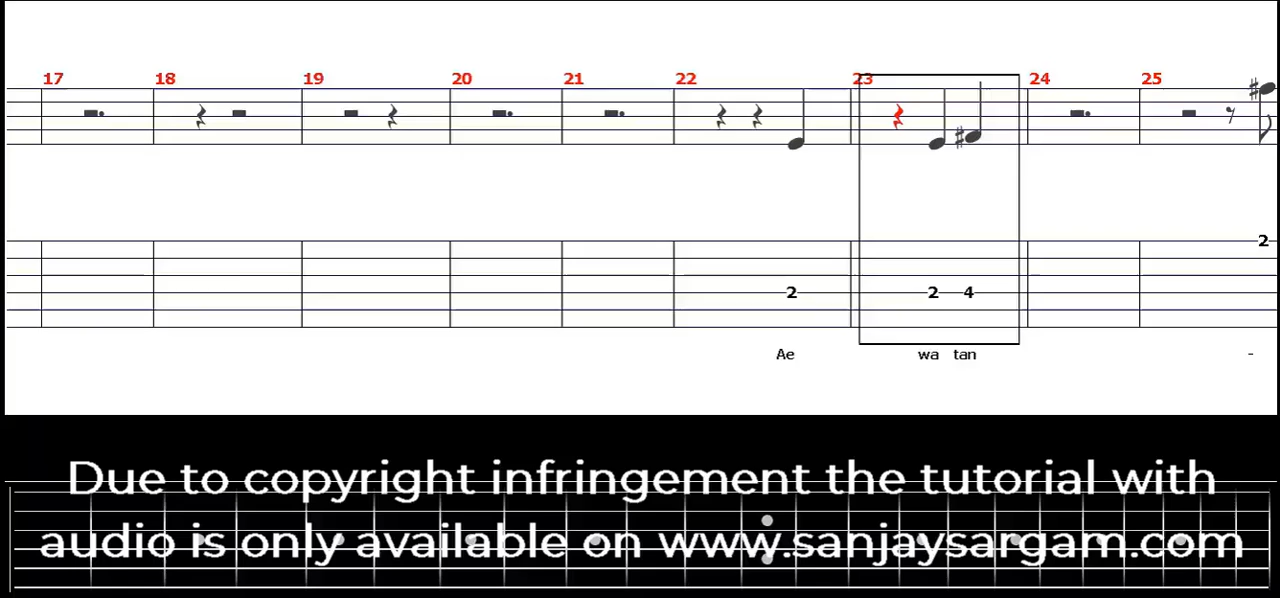 17 18 19 20 21 22 23 24 25
2
2 2 4
Ae wa tan -
Due to copyright infringement the tutorial with
audio is only available on www.sanjaysargam.com